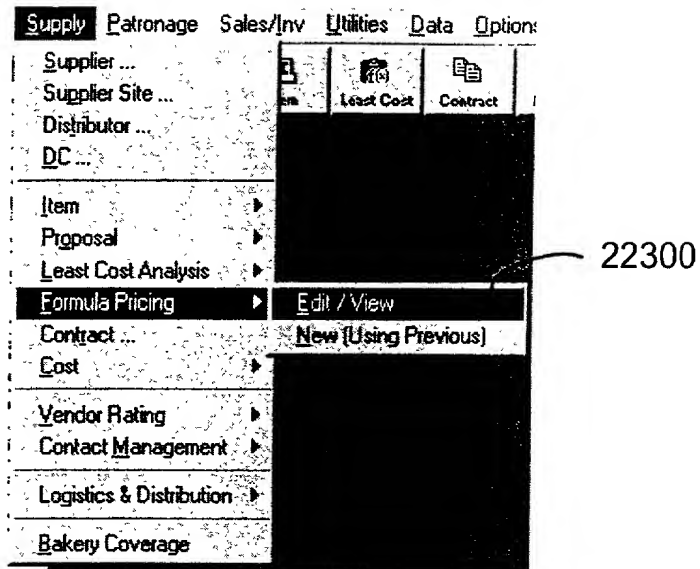 Supply Patronage Sales/Inv Utilities Data Option
Supplier ...
Supplier Site ...
Distributor ...
DC ...
Least Cost Contract
Item
Proposal
Least Cost Analysis
Formula Pricing
Edit / View
22300
New (Using Previous)
Contract ...
Cost
Vendor Rating
Contact Management
Logistics & Distribution
Bakery Coverage